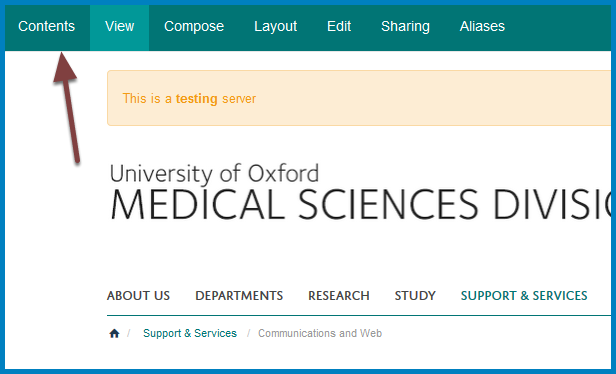 Contents View Compose Layout Edit Sharing Aliases
This is a testing server
University of Oxford
MEDICAL SCIENCES DIVISIO
ABOUT US DEPARTMENTS RESEARCH STUDY SUPPORT & SERVICES
/ Support & Services / Communications and Web